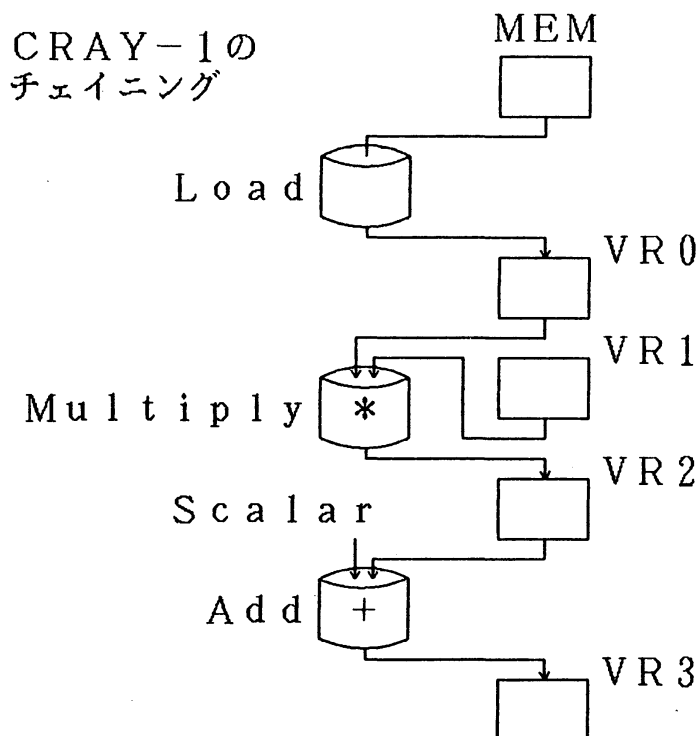 CRAY-1の
チェイニング
MEM
Load
VR0
VR1
Multiply
*
VR2
Scalar
Add
+
VR3